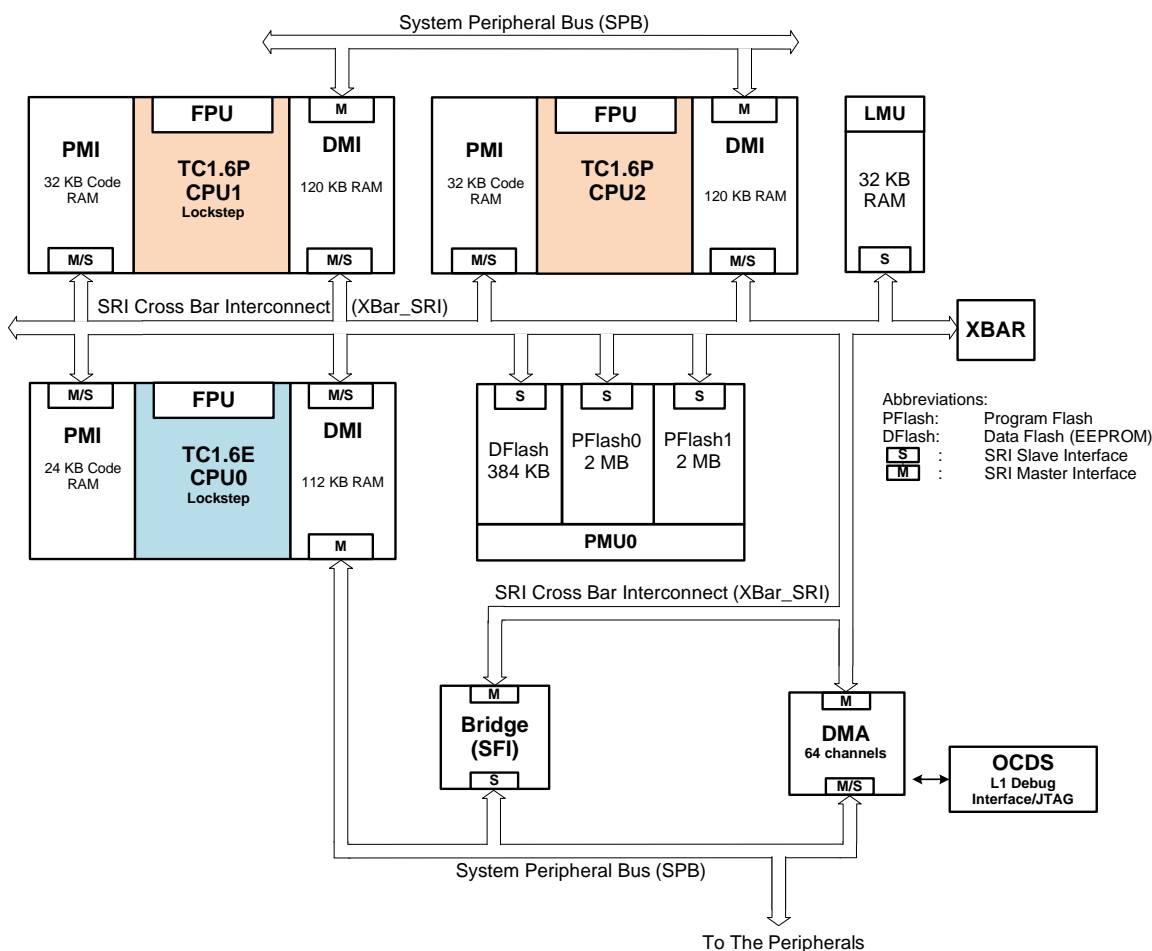 System Peripheral Bus (SPB)
PMI
32 KB Code
RAM
M/S
FPU
TC1.6P
CPU1
Lockstep
M
DMI
120 KB RAM
M/S
PMI
32 KB Code
RAM
M/S
FPU
TC1.6P
CPU2
M
DMI
120 KB RAM
M/S
LMU
32 KB
RAM
S
SRI Cross Bar Interconnect (XBar_SRI)
XBAR
M/S
PMI
24 KB Code
RAM
FPU
TC1.6E
CPU0
Lockstep
M/S
DMI
112 KB RAM
M
S
DFlash
384 KB
S
PFlash0
2 MB
S
PFlash1
2 MB
PMU0
Abbreviations:
PFlash: Program Flash
DFlash: Data Flash (EEPROM)
S : SRI Slave Interface
M : SRI Master Interface
SRI Cross Bar Interconnect (XBar_SRI)
M
Bridge
(SFI)
S
M
DMA
64 channels
M/S
OCDS
L1 Debug
Interface/JTAG
System Peripheral Bus (SPB)
To The Peripherals